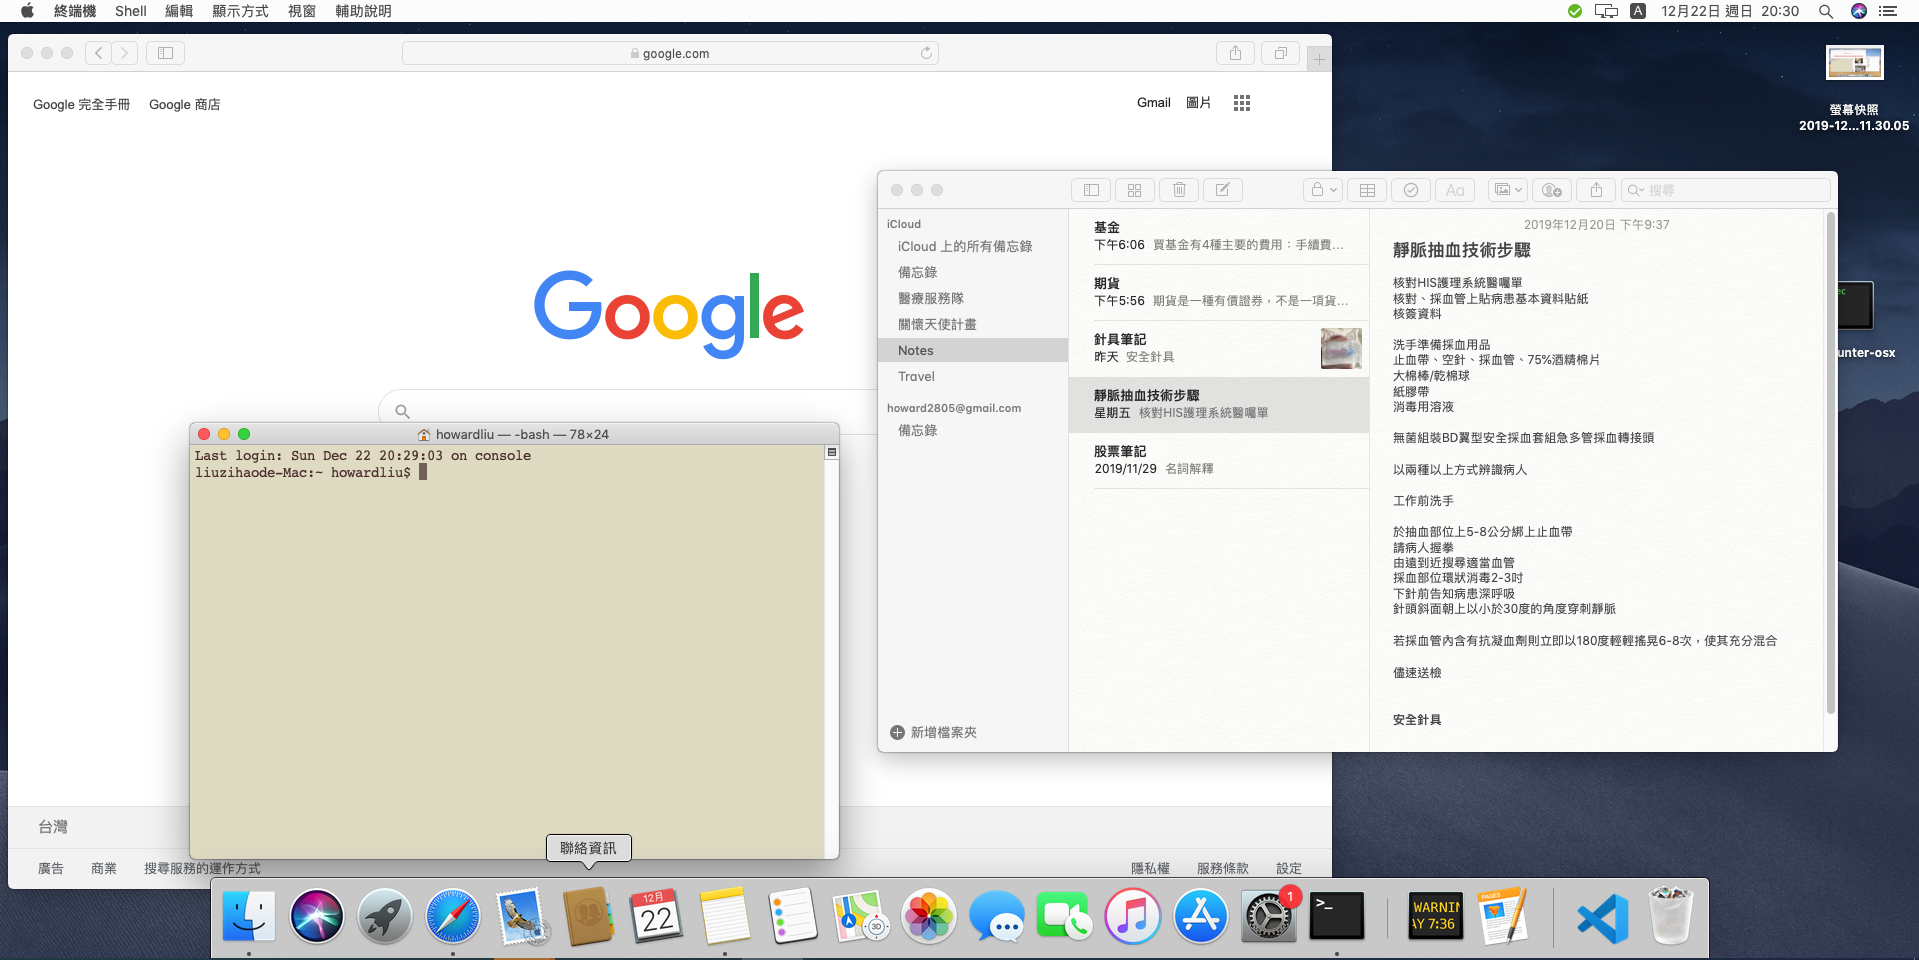 終端機 Shell 編輯 顯示方式 視窗 輔助說明
A 12月22日 週日 20:30
google.com
Google 完全手冊 Google 商店
Gmail 圖片
Google
台灣
廣告 商業 搜尋服務的運作方式
隱私權 服務條款 設定
howardliu — -bash — 78×24
Last login: Sun Dec 22 20:29:03 on console
liuzihaode-Mac:~ howardliu$
聯絡資訊
Aa
搜尋
iCloud
iCloud 上的所有備忘錄
備忘錄
醫療服務隊
關懷天使計畫
Notes
Travel
howard2805@gmail.com
備忘錄
新增檔案夾
基金
下午6:06 買基金有4種主要的費用：手續費...
期貨
下午5:56 期貨是一種有價證券，不是一項貨...
針具筆記
昨天 安全針具
靜脈抽血技術步驟
星期五 核對HIS護理系統醫囑單
股票筆記
2019/11/29 名詞解釋
2019年12月20日 下午9:37
靜脈抽血技術步驟
核對HIS護理系統醫囑單
核對、採血管上貼病患基本資料貼紙
核簽資料
洗手準備採血用品
止血帶、空針、採血管、75%酒精棉片
大棉棒/乾棉球
紙膠帶
消毒用溶液
無菌組裝BD翼型安全採血套組急多管採血轉接頭
以兩種以上方式辨識病人
工作前洗手
於抽血部位上5-8公分綁上止血帶
請病人握拳
由遠到近搜尋適當血管
採血部位環狀消毒2-3吋
下針前告知病患深呼吸
針頭斜面朝上以小於30度的角度穿刺靜脈
若採血管內含有抗凝血劑則立即以180度輕輕搖晃6-8次，使其充分混合
儘速送檢
安全針具
螢幕快照
2019-12...11.30.05
ec
unter-osx
12月
22
3D
1
>_
WARNIN
AY 7:36
PAGES